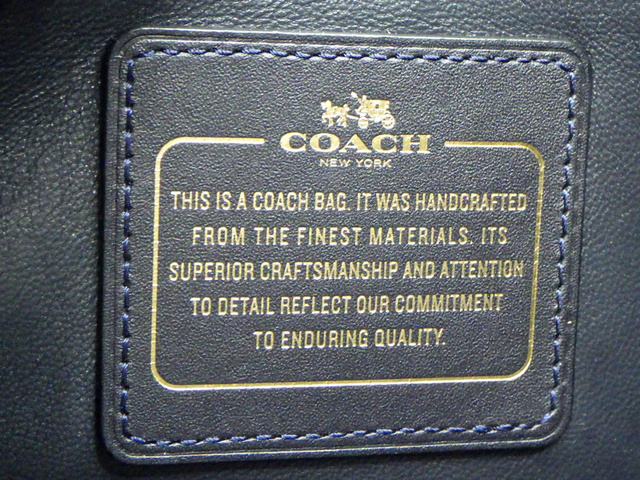 COACH
NEW YORK
THIS IS A COACH BAG. IT WAS HANDCRAFTED
FROM THE FINEST MATERIALS. ITS
SUPERIOR CRAFTSMANSHIP AND ATTENTION
TO DETAIL REFLECT OUR COMMITMENT
TO ENDURING QUALITY.